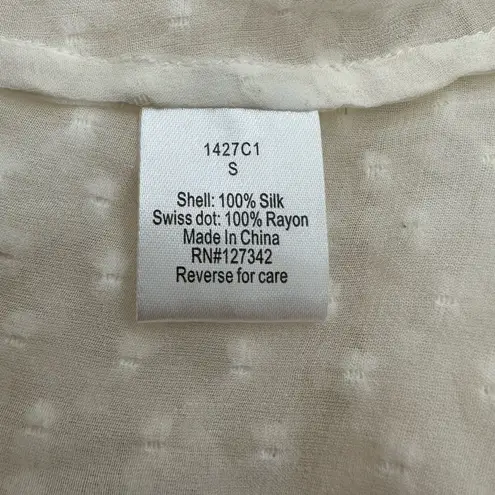 1427C1
S
Shell: 100% Silk
Swiss dot: 100% Rayon
Made In China
RN#127342
Reverse for care